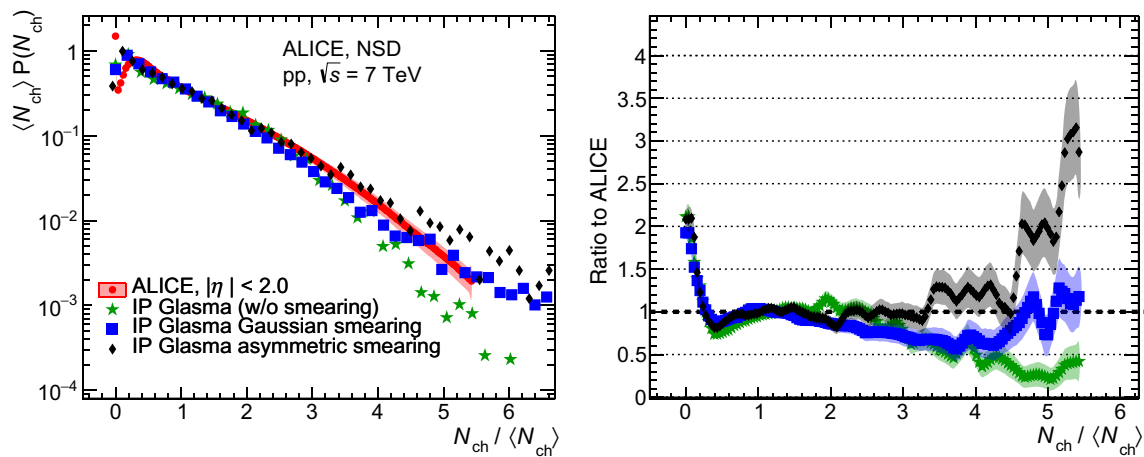 ⟨N_ch⟩ P(N_ch)
ALICE, NSD
pp, √s = 7 TeV
1
10⁻¹
10⁻²
10⁻³
10⁻⁴
ALICE, |η| < 2.0
IP Glasma (w/o smearing)
IP Glasma Gaussian smearing
IP Glasma asymmetric smearing
0 1 2 3 4 5 6
N_ch / ⟨N_ch⟩
Ratio to ALICE
4
3.5
3
2.5
2
1.5
1
0.5
0
0 1 2 3 4 5 6
N_ch / ⟨N_ch⟩